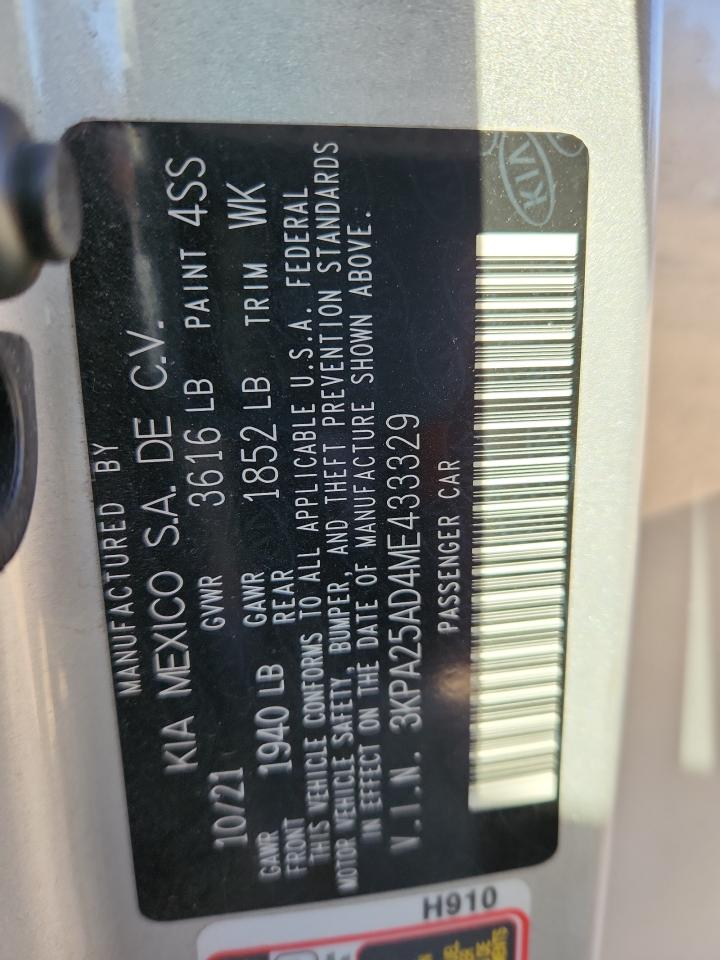 MANUFACTURED BY
KIA MEXICO S.A. DE C.V.
10/21 GVWR 3616 LB PAINT 4SS
GAWR FRONT 1940 LB GAWR REAR 1852 LB TRIM WK
THIS VEHICLE CONFORMS TO ALL APPLICABLE U.S.A. FEDERAL
MOTOR VEHICLE SAFETY, BUMPER, AND THEFT PREVENTION STANDARDS
IN EFFECT ON THE DATE OF MANUFACTURE SHOWN ABOVE.
V.I.N. 3KPA25AD4ME433329
PASSENGER CAR
KIA
H910